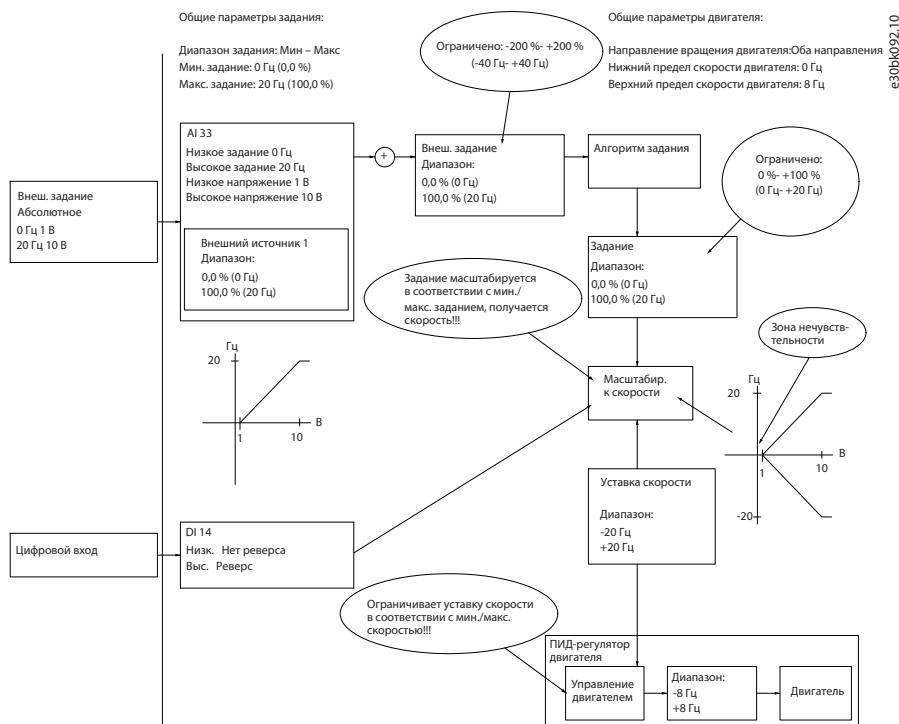 Общие параметры задания:
Диапазон задания: Мин – Макс
Мин. задание: 0 Гц (0,0 %)
Макс. задание: 20 Гц (100,0 %)
Ограничено: -200 %- +200 %
(-40 Гц- +40 Гц)
Общие параметры двигателя:
Направление вращения двигателя:Оба направления
Нижний предел скорости двигателя: 0 Гц
Верхний предел скорости двигателя: 8 Гц
e30bk092.10
Внеш. задание
Абсолютное
0 Гц 1 В
20 Гц 10 В
AI 33
Низкое задание 0 Гц
Высокое задание 20 Гц
Низкое напряжение 1 В
Высокое напряжение 10 В
Внешний источник 1
Диапазон:
0,0 % (0 Гц)
100,0 % (20 Гц)
+
Внеш. задание
Диапазон:
0,0 % (0 Гц)
100,0 % (20 Гц)
Алгоритм задания
Ограничено:
0 %- +100 %
(0 Гц- +20 Гц)
Задание
Диапазон:
0,0 % (0 Гц)
100,0 % (20 Гц)
Задание масштабируется
в соответствии с мин./
макс. заданием, получается
скорость!!!
Зона нечувств-
тельности
Гц
20
1
10
В
Масштабир.
к скорости
Гц
20
В
1
10
-20
Уставка скорости
Диапазон:
-20 Гц
+20 Гц
Цифровой вход
DI 14
Низк. Нет реверса
Выс. Реверс
Ограничивает уставку скорости
в соответствии с мин./макс.
скоростью!!!
ПИД-регулятор
двигателя
Управление
двигателем
Диапазон:
-8 Гц
+8 Гц
Двигатель